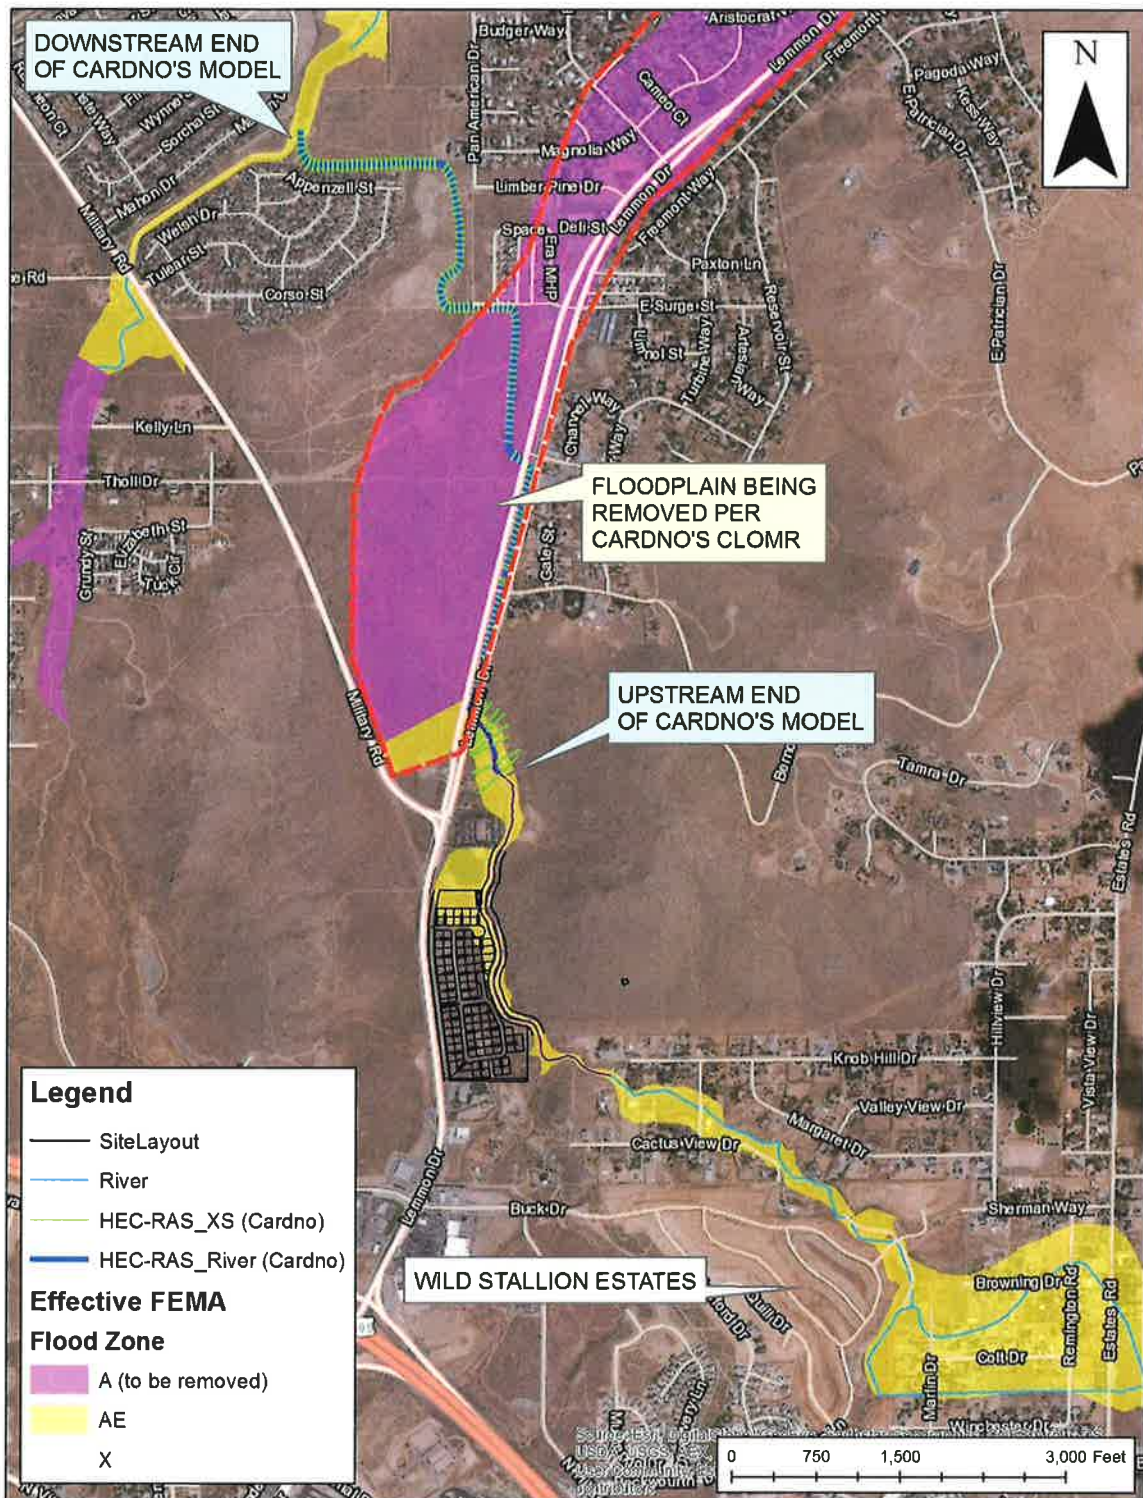 DOWNSTREAM END
OF CARDNO'S MODEL
Budger Way
Aristocrat
Lemmon Dr
Freemont
N
Pagoda Way
Kess Way
E Patrician Dr
Pan American Dr
Cameo Ct
Magnolia Way
Limber Pine Dr
Wynne
Sorcha St
Mahon Dr
Welsh Dr
Tulear St
Corso St
Appenzell St
Military Rd
Space
Deli St
Era MHP
Lemmon Dr
Freemont Way
Paxton Ln
E Surge St
Reservoir St
Turbine Way
Artesian Way
E Patrician Dr
Channel Way
Way
Kelly Ln
Tholl Dr
Elizabeth St
Grundy St
Tuck Cir
FLOODPLAIN BEING
REMOVED PER
CARDNO'S CLOMR
Gate St
Military Rd
Lemmon Dr
UPSTREAM END
OF CARDNO'S MODEL
Tamra Dr
Estates Rd
Hillview Dr
Vista View Dr
Knob Hill Dr
Valley View Dr
Margaret Dr
Cactus View Dr
Lemmon Dr
Buck Dr
Sherman Way
WILD STALLION ESTATES
Browning Dr
Remington Rd
Estates Rd
Colt Dr
Marlin Dr
Winchester Dr
Legend
SiteLayout
River
HEC-RAS_XS (Cardno)
HEC-RAS_River (Cardno)
Effective FEMA
Flood Zone
A (to be removed)
AE
X
0 750 1,500 3,000 Feet